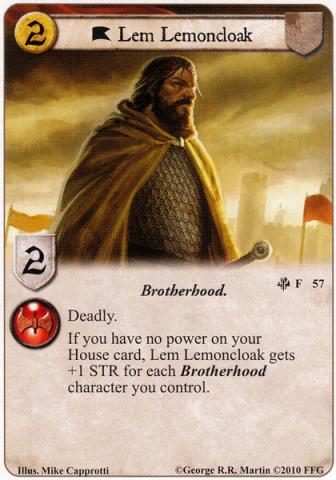 2
Lem Lemoncloak
2
Brotherhood.
F 57
Deadly.
If you have no power on your
House card, Lem Lemoncloak gets
+1 STR for each Brotherhood
character you control.
Illus. Mike Capprotti
©George R.R. Martin ©2010 FFG